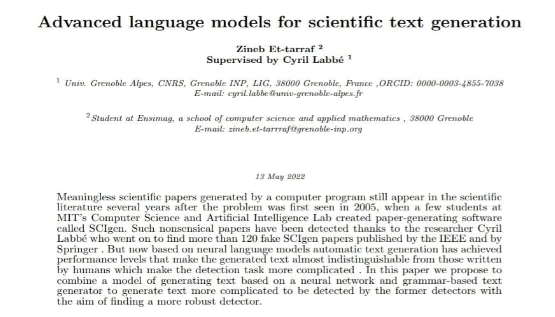 Advanced language models for scientific text generation
Zineb Et-tarraf 2
Supervised by Cyril Labbé 1
1 Univ. Grenoble Alpes, CNRS, Grenoble INP, LIG, 38000 Grenoble, France ,ORCID: 0000-0003-4855-7038
E-mail: cyril.labbe@univ-grenoble-alpes.fr
2 Student at Ensimag, a school of computer science and applied mathematics , 38000 Grenoble
E-mail: zineb.et-tarrraf@grenoble-inp.org
13 May 2022
Meaningless scientific papers generated by a computer program still appear in the scientific
literature several years after the problem was first seen in 2005, when a few students at
MIT's Computer Science and Artificial Intelligence Lab created paper-generating software
called SCIgen. Such nonsensical papers have been detected thanks to the researcher Cyril
Labbé who went on to find more than 120 fake SCIgen papers published by the IEEE and by
Springer . But now based on neural language models automatic text generation has achieved
performance levels that make the generated text almost indistinguishable from those written
by humans which make the detection task more complicated . In this paper we propose to
combine a model of generating text based on a neural network and grammar-based text
generator to generate text more complicated to be detected by the former detectors with
the aim of finding a more robust detector.